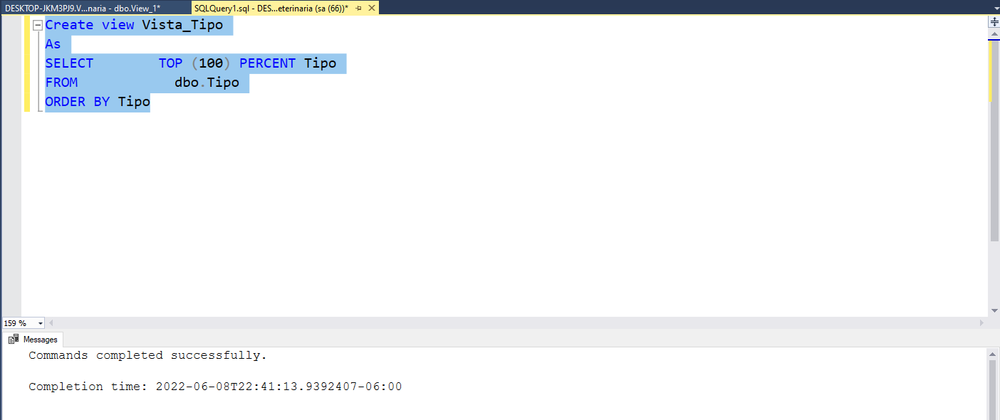 DESKTOP-JKM3PJ9.V...naria - dbo.View_1*
SQLQuery1.sql - DES...eterinaria (sa (66))*
Create view Vista_Tipo
As
SELECT TOP (100) PERCENT Tipo
FROM dbo.Tipo
ORDER BY Tipo
159 %
Messages
Commands completed successfully.
Completion time: 2022-06-08T22:41:13.9392407-06:00